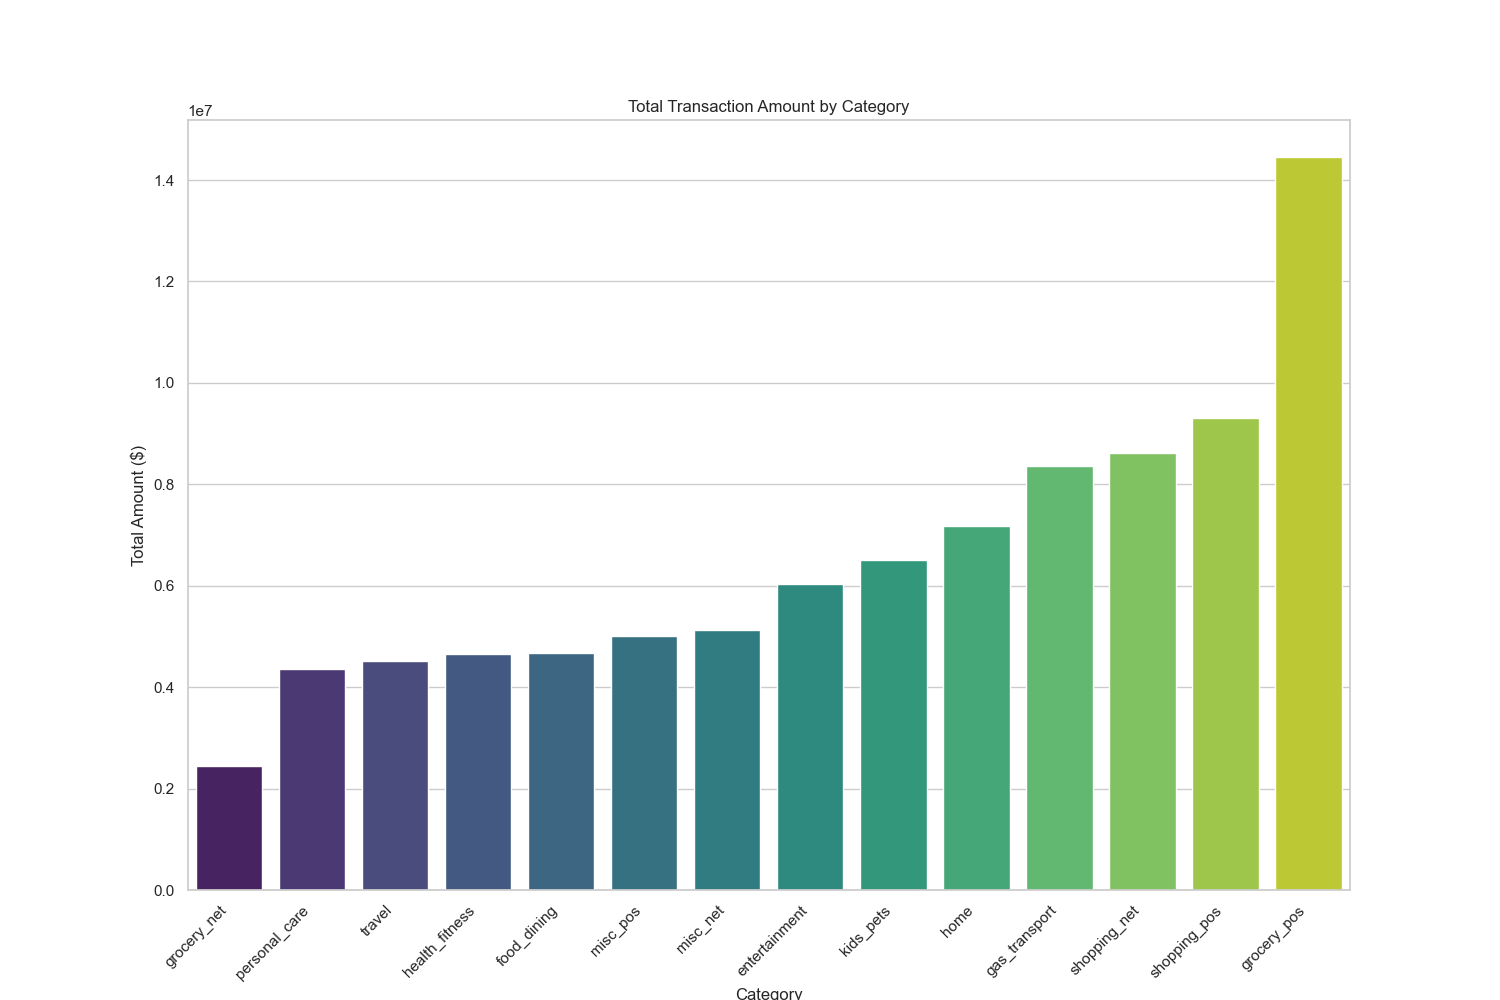 Total Transaction Amount by Category
1e7
1.4
1.2
1.0
0.8
0.6
0.4
0.2
0.0
Total Amount ($)
grocery_net
personal_care
travel
health_fitness
food_dining
misc_pos
misc_net
entertainment
kids_pets
home
gas_transport
shopping_net
shopping_pos
grocery_pos
Category